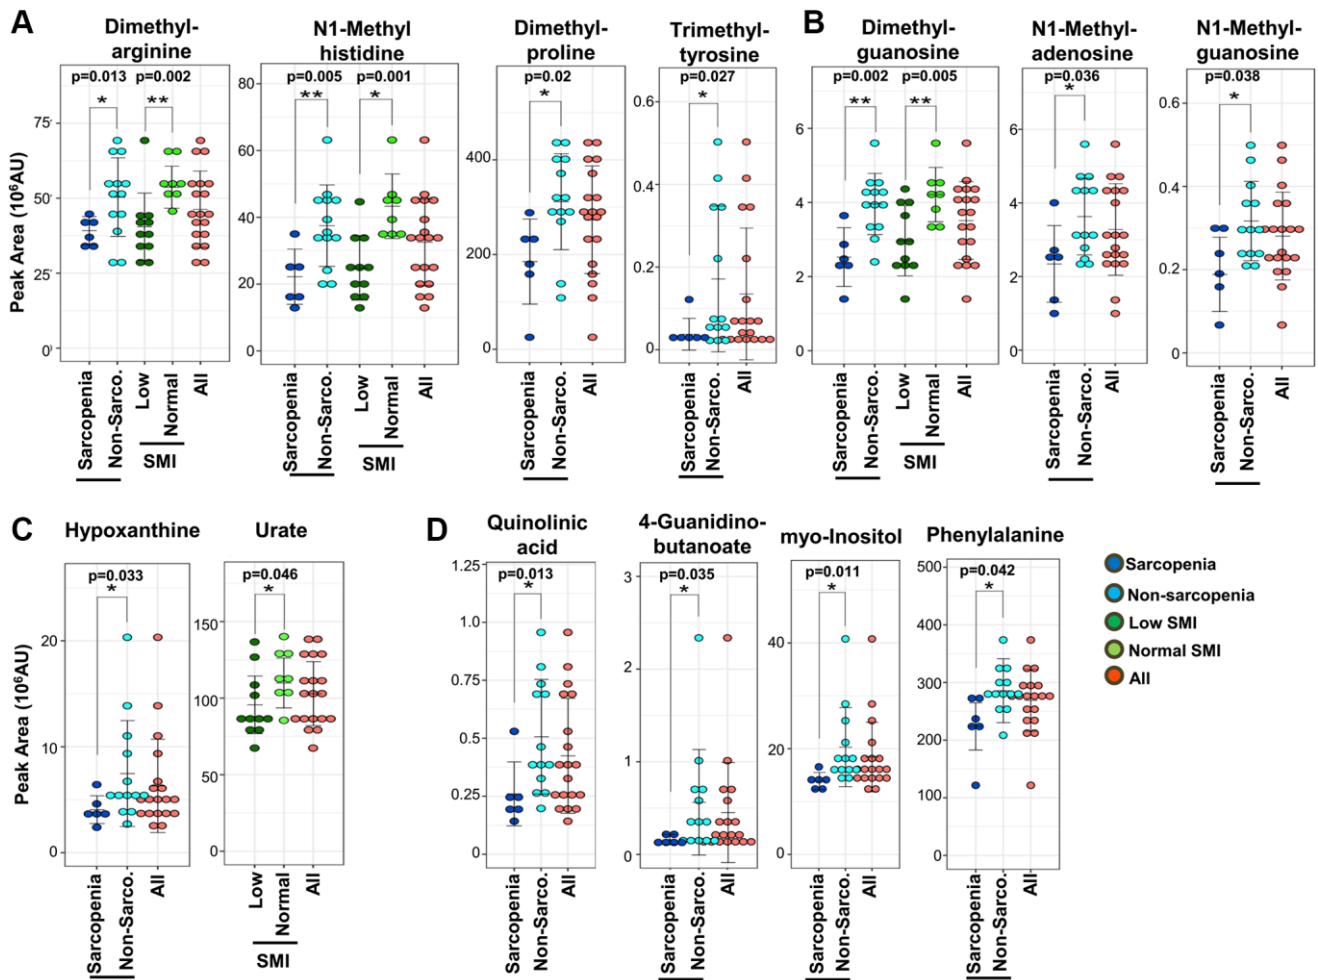 A
Dimethyl-
arginine
p=0.013
p=0.002
*
**
Peak Area (10⁶AU)
75
50
25
0
Sarcopenia
Non-Sarco.
Low
Normal
All
SMI
N1-Methyl
histidine
p=0.005
p=0.001
**
*
80
60
40
20
0
Sarcopenia
Non-Sarco.
Low
Normal
All
SMI
Dimethyl-
proline
p=0.02
*
400
200
0
Sarcopenia
Non-Sarco.
All
Trimethyl-
tyrosine
p=0.027
*
0.6
0.4
0.2
0
Sarcopenia
Non-Sarco.
All
B
Dimethyl-
guanosine
p=0.002
p=0.005
**
**
6
4
2
0
Sarcopenia
Non-Sarco.
Low
Normal
All
SMI
N1-Methyl-
adenosine
p=0.036
*
6
4
2
0
Sarcopenia
Non-Sarco.
All
N1-Methyl-
guanosine
p=0.038
*
0.6
0.4
0.2
0
Sarcopenia
Non-Sarco.
All
C
Hypoxanthine
p=0.033
*
Peak Area (10⁶AU)
20
10
0
Sarcopenia
Non-Sarco.
All
Urate
p=0.046
*
150
100
50
0
Low
Normal
All
SMI
D
Quinolinic
acid
p=0.013
*
1.25
1.0
0.75
0.5
0.25
0
Sarcopenia
Non-Sarco.
All
4-Guanidino-
butanoate
p=0.035
*
3
2
1
0
Sarcopenia
Non-Sarco.
All
myo-Inositol
p=0.011
*
40
20
0
Sarcopenia
Non-Sarco.
All
Phenylalanine
p=0.042
*
500
400
300
200
100
0
Sarcopenia
Non-Sarco.
All
Sarcopenia
Non-sarcopenia
Low SMI
Normal SMI
All